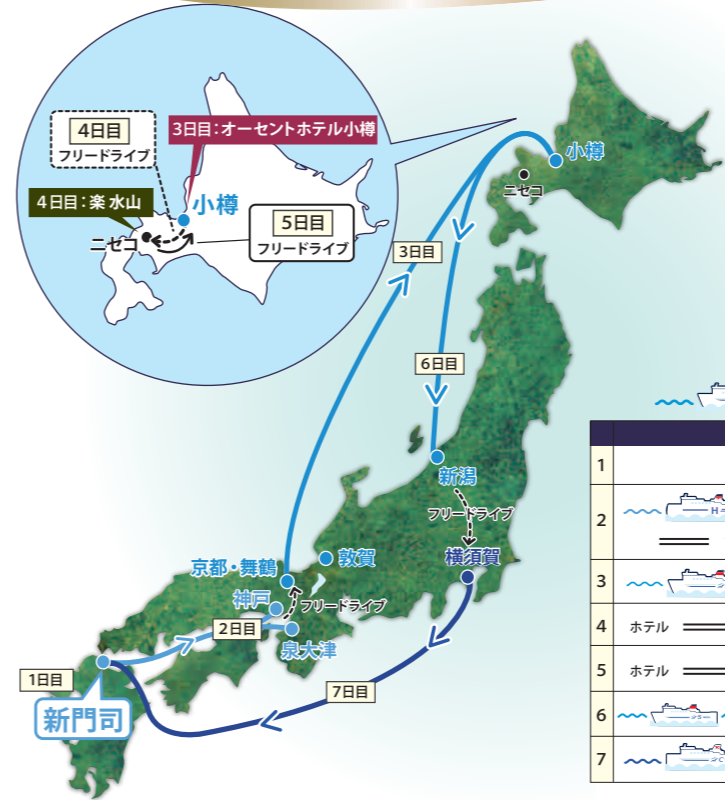 4日目
フリードライブ
3日目：オーセントホテル小樽
4日目：楽 水山
小樽
ニセコ
5日目
フリードライブ
小樽
ニセコ
3日目
6日目
新潟
フリードライブ
横須賀
敦賀
京都・舞鶴
神戸
フリードライブ
2日目
泉大津
1日目
新門司
7日目
1
2
H
3
4 ホテル
5 ホテル
6
7